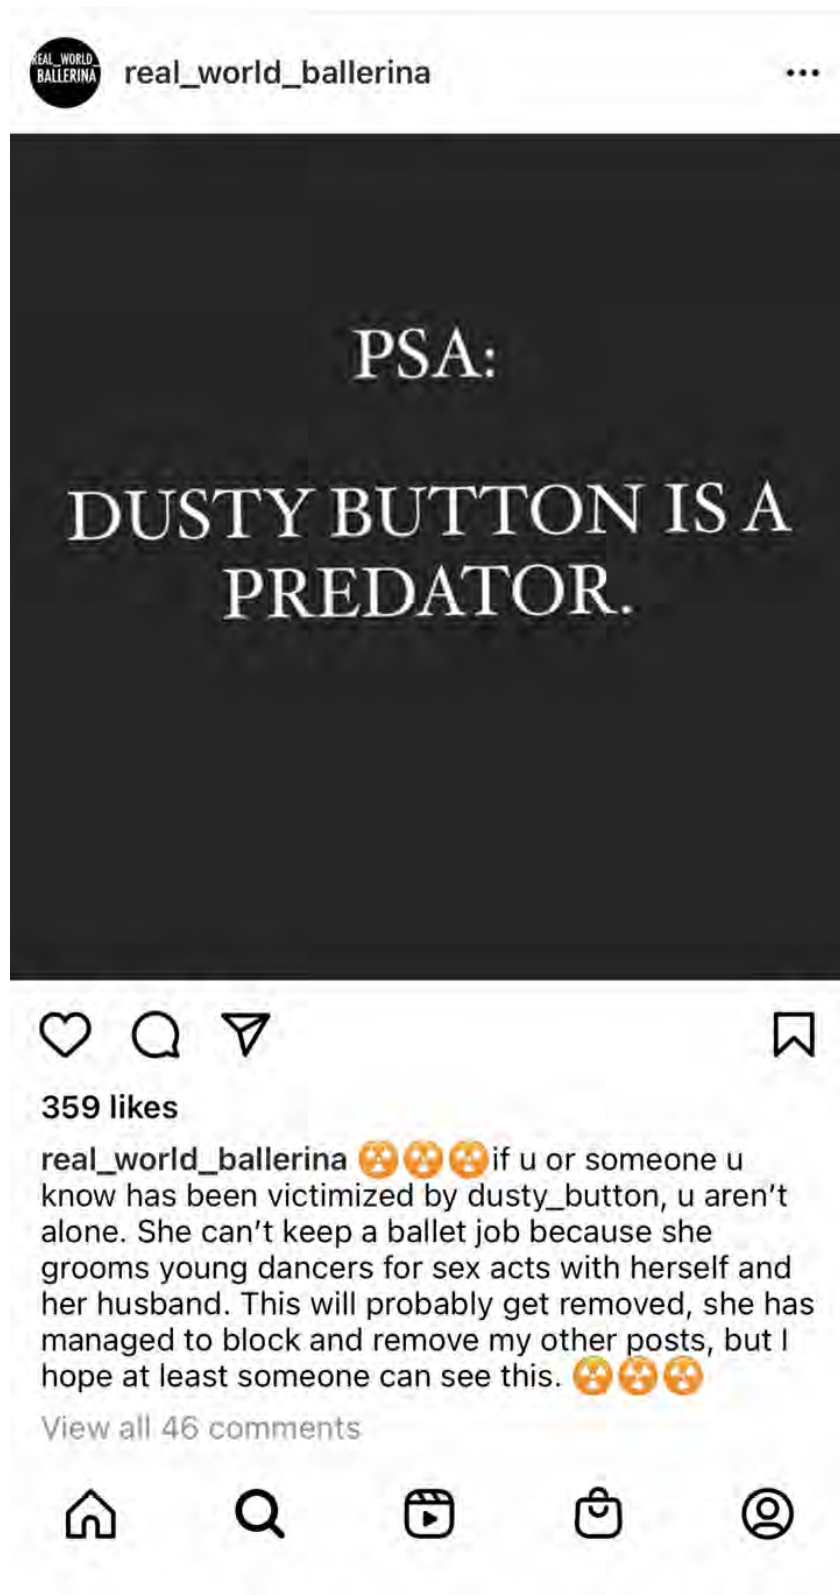 REAL_WORLD_
BALLERINA
real_world_ballerina
PSA:
DUSTY BUTTON IS A
PREDATOR.
359 likes
real_world_ballerina ☢️☢️☢️if u or someone u
know has been victimized by dusty_button, u aren't
alone. She can't keep a ballet job because she
grooms young dancers for sex acts with herself and
her husband. This will probably get removed, she has
managed to block and remove my other posts, but I
hope at least someone can see this. ☢️☢️☢️
View all 46 comments